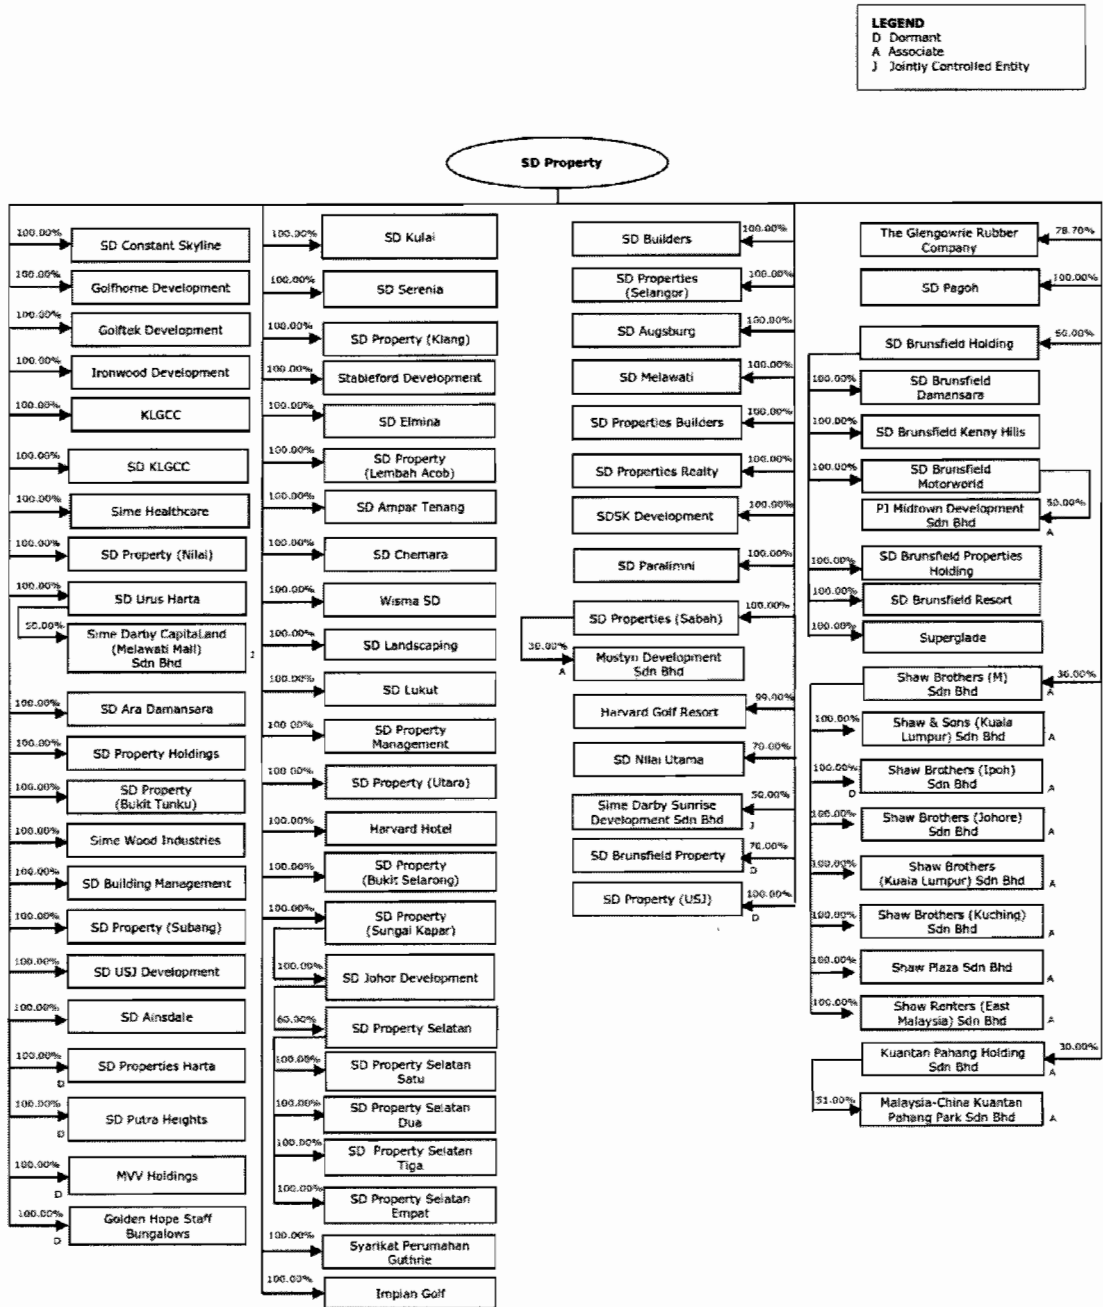 LEGEND
D Dormant
A Associate
J Jointly Controlled Entity
SD Property
100.00%
SD Constant Skyline
100.00%
Golfhome Development
100.00%
Golftek Development
100.00%
Ironwood Development
100.00%
KLGCC
100.00%
SD KLGCC
100.00%
Sime Healthcare
100.00%
SD Property (Nilai)
100.00%
SD Urus Harta
50.00%
Sime Darby CapitaLand
(Melawati Mall)
Sdn Bhd
J
100.00%
SD Ara Damansara
100.00%
SD Property Holdings
100.00%
SD Property
(Bukit Tunku)
100.00%
Sime Wood Industries
100.00%
SD Building Management
100.00%
SD Property (Subang)
100.00%
SD USJ Development
100.00%
SD Ainsdale
100.00%
D
SD Properties Harta
100.00%
D
SD Putra Heights
100.00%
D
MVV Holdings
100.00%
D
Golden Hope Staff
Bungalows
100.00%
SD Kulai
100.00%
SD Serenia
100.00%
SD Property (Klang)
100.00%
Stableford Development
100.00%
SD Elmina
100.00%
SD Property
(Lembah Acob)
100.00%
SD Ampar Tenang
100.00%
SD Chemara
100.00%
Wisma SD
100.00%
SD Landscaping
100.00%
SD Lukut
100.00%
SD Property
Management
100.00%
SD Property (Utara)
100.00%
Harvard Hotel
100.00%
SD Property
(Bukit Selarong)
100.00%
SD Property
(Sungai Kapar)
100.00%
SD Johor Development
60.00%
SD Property Selatan
100.00%
SD Property Selatan
Satu
100.00%
SD Property Selatan
Dua
100.00%
SD Property Selatan
Tiga
100.00%
SD Property Selatan
Empat
100.00%
Syarikat Perumahan
Guthrie
100.00%
Impian Golf
SD Builders
100.00%
SD Properties
(Selangor)
100.00%
SD Augsburg
100.00%
SD Melawati
100.00%
SD Properties Builders
100.00%
SD Properties Realty
100.00%
SDSK Development
100.00%
SD Paralimni
100.00%
SD Properties (Sabah)
100.00%
30.00%
A
Mostyn Development
Sdn Bhd
Harvard Golf Resort
99.00%
SD Nilai Utama
70.00%
Sime Darby Sunrise
Development Sdn Bhd
50.00%
J
SD Brunsfield Property
70.00%
D
SD Property (USJ)
100.00%
D
The Glengowrie Rubber
Company
78.70%
SD Pagoh
100.00%
SD Brunsfield Holding
60.00%
100.00%
SD Brunsfield
Damansara
100.00%
SD Brunsfield Kenny Hills
100.00%
SD Brunsfield
Motorworld
PJ Midtown Development
Sdn Bhd
50.00%
A
100.00%
SD Brunsfield Properties
Holding
100.00%
SD Brunsfield Resort
100.00%
Superglade
Shaw Brothers (M)
Sdn Bhd
36.00%
A
100.00%
Shaw & Sons (Kuala
Lumpur) Sdn Bhd
A
100.00%
D
Shaw Brothers (Ipoh)
Sdn Bhd
A
100.00%
Shaw Brothers (Johore)
Sdn Bhd
A
100.00%
Shaw Brothers
(Kuala Lumpur) Sdn Bhd
A
100.00%
Shaw Brothers (Kuching)
Sdn Bhd
A
100.00%
Shaw Plaza Sdn Bhd
A
100.00%
Shaw Renters (East
Malaysia) Sdn Bhd
A
Kuantan Pahang Holding
Sdn Bhd
30.00%
A
51.00%
Malaysia-China Kuantan
Pahang Park Sdn Bhd
A